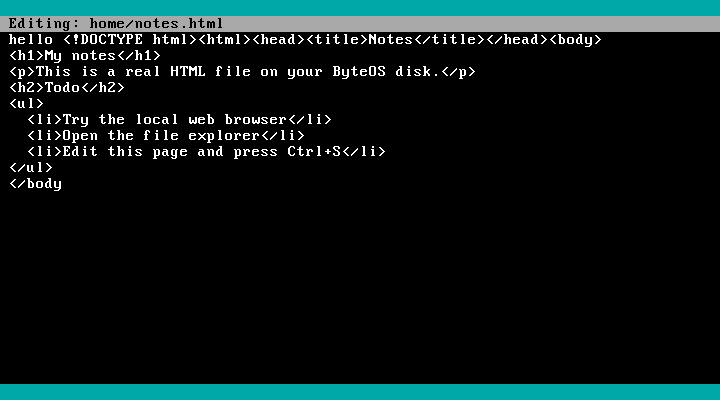 Editing: home/notes.html
hello <!DOCTYPE html><html><head><title>Notes</title></head><body>
<h1>My notes</h1>
<p>This is a real HTML file on your ByteOS disk.</p>
<h2>Todo</h2>
<ul>
  <li>Try the local web browser</li>
  <li>Open the file explorer</li>
  <li>Edit this page and press Ctrl+S</li>
</ul>
</body